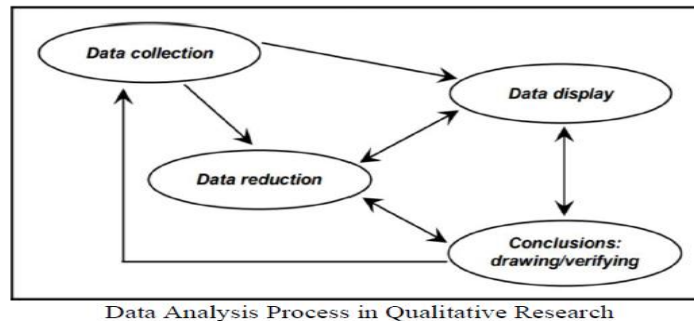 Data collection
Data display
Data reduction
Conclusions:
drawing/verifying
Data Analysis Process in Qualitative Research